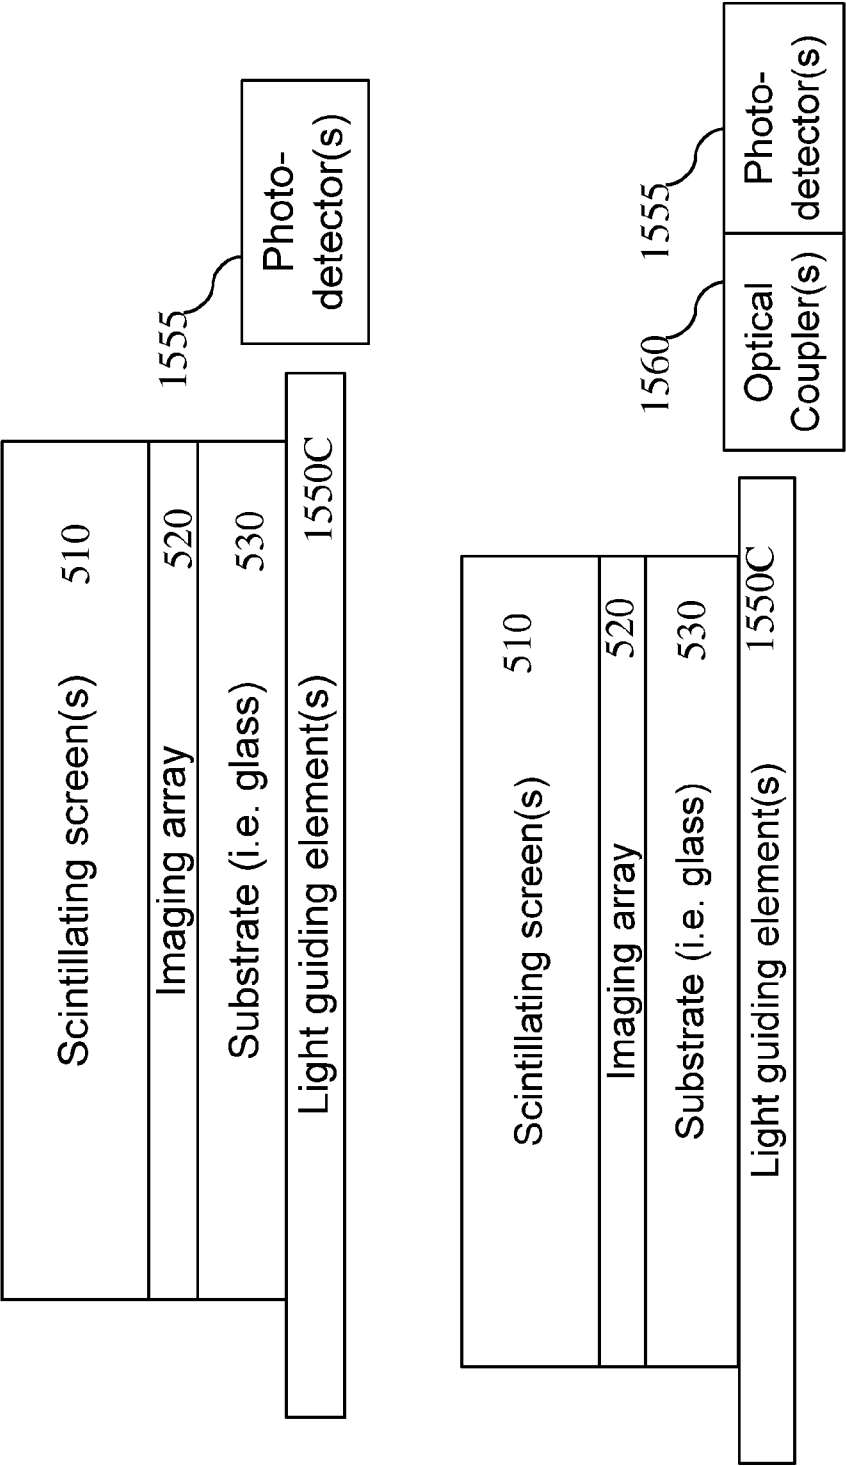 Scintillating screen(s) 510
Imaging array 520
Substrate (i.e. glass) 530
Light guiding element(s) 1550C
1555
Photo-
detector(s)
Scintillating screen(s) 510
Imaging array 520
Substrate (i.e. glass) 530
Light guiding element(s) 1550C
1560
Optical
Coupler(s)
1555
Photo-
detector(s)